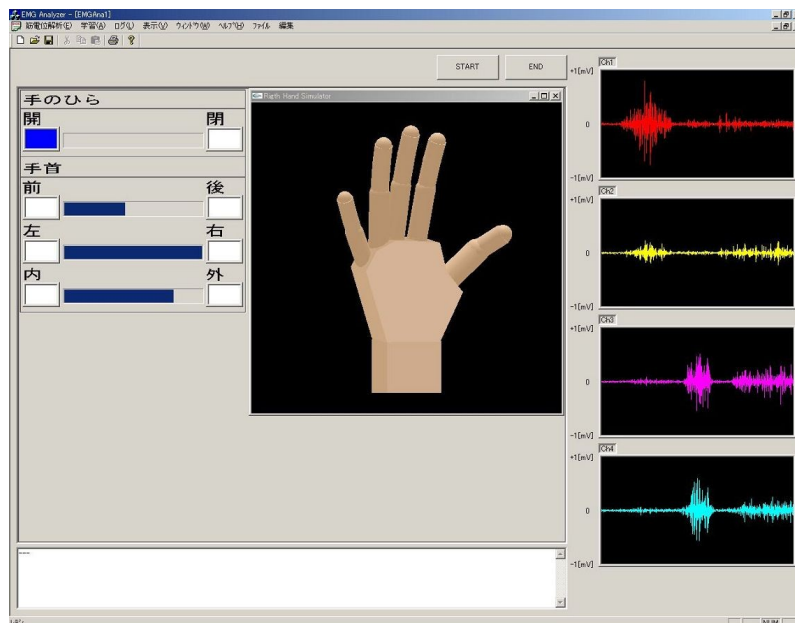 EMG Analyzer - [EMGAna1]
筋電位解析(E) 学習(A) ログ(L) 表示(V) ウィンドウ(W) ヘルプ(H) ファイル 編集
START END
手のひら
開 閉
手首
前 後
左 右
内 外
Rigth Hand Simulator
Ch1
+1[mV]
0
-1[mV]
Ch2
+1[mV]
0
-1[mV]
Ch3
+1[mV]
0
-1[mV]
Ch4
+1[mV]
0
-1[mV]
---
NUM